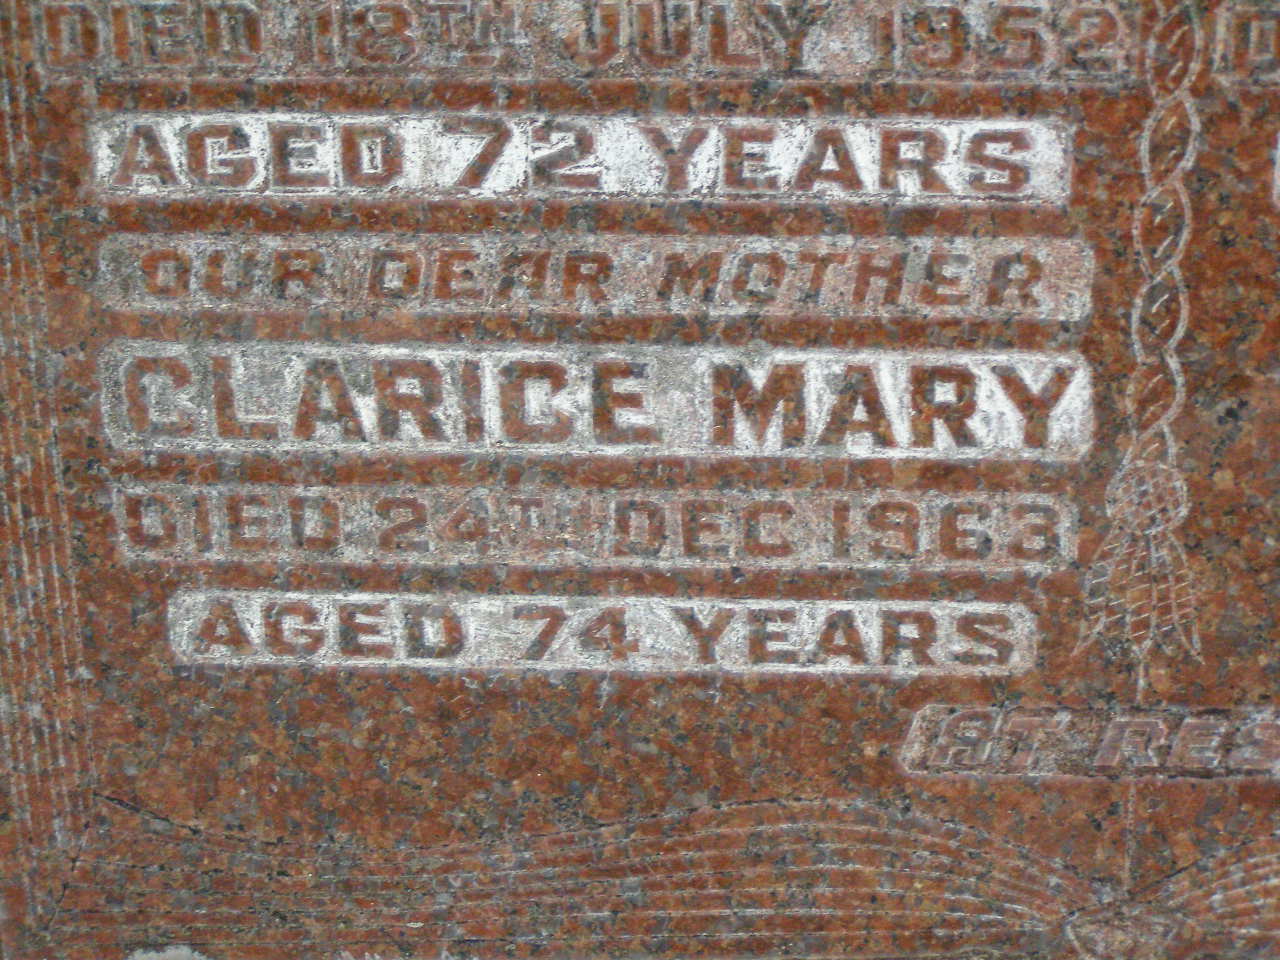 DIED 18TH JULY 1952
AGED 72 YEARS
OUR DEAR MOTHER
CLARICE MARY
DIED 24TH DEC 1963
AGED 74 YEARS
AT RES